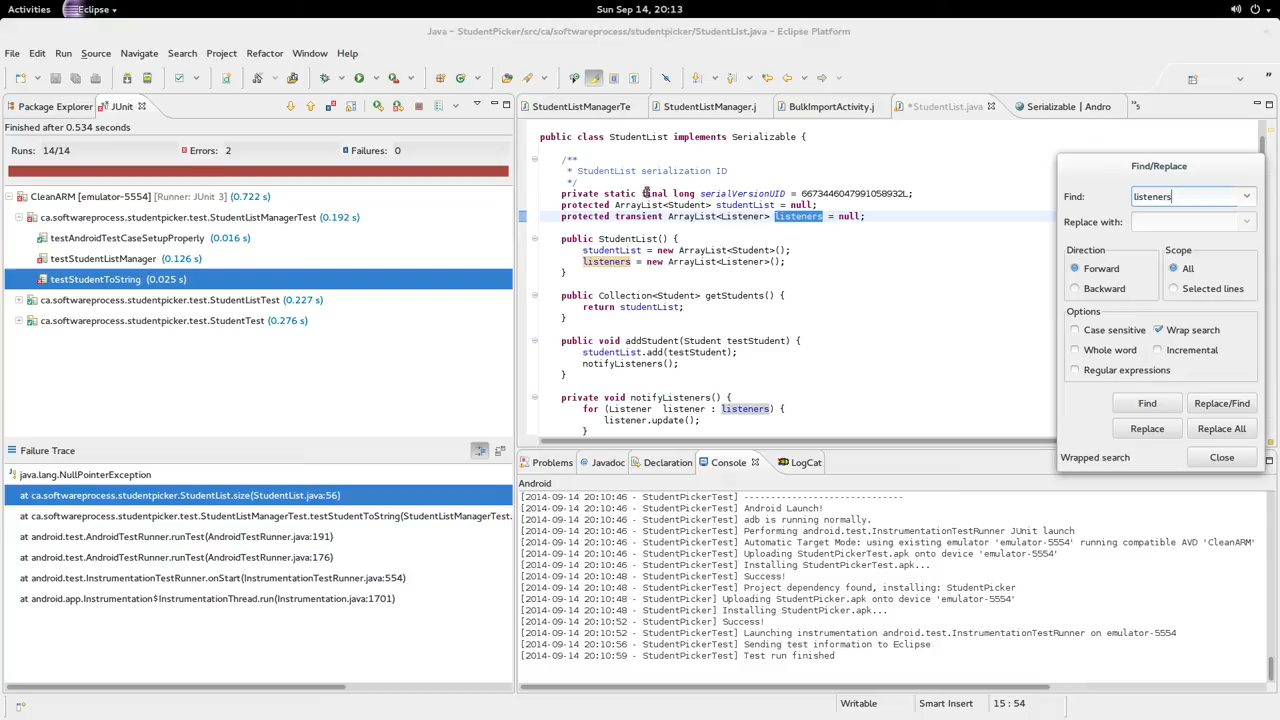 Activities Eclipse Sun Sep 14, 20:13
Java – StudentPicker/src/ca/softwareprocess/studentpicker/StudentList.java – Eclipse Platform
File Edit Run Source Navigate Search Project Refactor Window Help
Package Explorer JUnit
Finished after 0.534 seconds
Runs: 14/14 Errors: 2 Failures: 0
CleanARM [emulator-5554] [Runner: JUnit 3] (0.722 s)
ca.softwareprocess.studentpicker.test.StudentListManagerTest (0.192 s)
testAndroidTestCaseSetupProperly (0.016 s)
testStudentListManager (0.126 s)
testStudentToString (0.025 s)
ca.softwareprocess.studentpicker.test.StudentListTest (0.227 s)
ca.softwareprocess.studentpicker.test.StudentTest (0.276 s)
Failure Trace
java.lang.NullPointerException
at ca.softwareprocess.studentpicker.StudentList.size(StudentList.java:56)
at ca.softwareprocess.studentpicker.test.StudentListManagerTest.testStudentToString(StudentListManagerTest.
at android.test.AndroidTestRunner.runTest(AndroidTestRunner.java:191)
at android.test.AndroidTestRunner.runTest(AndroidTestRunner.java:176)
at android.test.InstrumentationTestRunner.onStart(InstrumentationTestRunner.java:554)
at android.app.Instrumentation$InstrumentationThread.run(Instrumentation.java:1701)
StudentListManagerTe StudentListManager.j BulkImportActivity.j *StudentList.java Serializable | Andro »5
public class StudentList implements Serializable {
/**
* StudentList serialization ID
*/
private static final long serialVersionUID = 6673446047991058932L;
protected ArrayList<Student> studentList = null;
protected transient ArrayList<Listener> listeners = null;
public StudentList() {
studentList = new ArrayList<Student>();
listeners = new ArrayList<Listener>();
}
public Collection<Student> getStudents() {
return studentList;
}
public void addStudent(Student testStudent) {
studentList.add(testStudent);
notifyListeners();
}
private void notifyListeners() {
for (Listener listener : listeners) {
listener.update();
}
Find/Replace
Find: listeners
Replace with:
Direction
Forward
Backward
Scope
All
Selected lines
Options
Case sensitive Wrap search
Whole word Incremental
Regular expressions
Find Replace/Find
Replace Replace All
Wrapped search Close
Problems Javadoc Declaration Console LogCat
Android
[2014-09-14 20:10:46 - StudentPickerTest] ------------------------------
[2014-09-14 20:10:46 - StudentPickerTest] Android Launch!
[2014-09-14 20:10:46 - StudentPickerTest] adb is running normally.
[2014-09-14 20:10:46 - StudentPickerTest] Performing android.test.InstrumentationTestRunner JUnit launch
[2014-09-14 20:10:46 - StudentPickerTest] Automatic Target Mode: using existing emulator 'emulator-5554' running compatible AVD 'CleanARM'
[2014-09-14 20:10:46 - StudentPickerTest] Uploading StudentPickerTest.apk onto device 'emulator-5554'
[2014-09-14 20:10:46 - StudentPickerTest] Installing StudentPickerTest.apk...
[2014-09-14 20:10:48 - StudentPickerTest] Success!
[2014-09-14 20:10:48 - StudentPickerTest] Project dependency found, installing: StudentPicker
[2014-09-14 20:10:48 - StudentPicker] Uploading StudentPicker.apk onto device 'emulator-5554'
[2014-09-14 20:10:48 - StudentPicker] Installing StudentPicker.apk...
[2014-09-14 20:10:52 - StudentPicker] Success!
[2014-09-14 20:10:52 - StudentPickerTest] Launching instrumentation android.test.InstrumentationTestRunner on emulator-5554
[2014-09-14 20:10:56 - StudentPickerTest] Sending test information to Eclipse
[2014-09-14 20:10:59 - StudentPickerTest] Test run finished
Writable Smart Insert 15 : 54